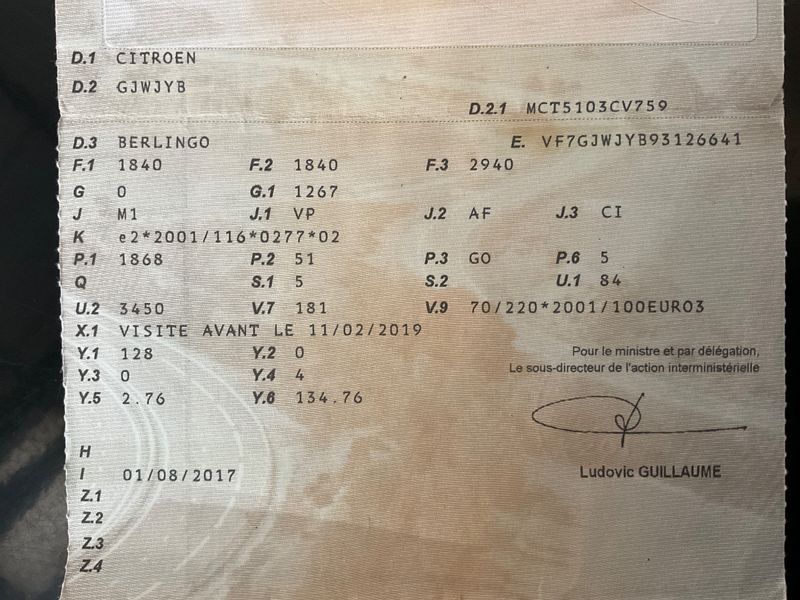 D.1 CITROEN
D.2 GJWJYB
D.2.1 MCT5103CV759
D.3 BERLINGO E. VF7GJWJYB93126641
F.1 1840 F.2 1840 F.3 2940
G 0 G.1 1267
J M1 J.1 VP J.2 AF J.3 CI
K e2*2001/116*0277*02
P.1 1868 P.2 51 P.3 GO P.6 5
Q S.1 5 S.2 U.1 84
U.2 3450 V.7 181 V.9 70/220*2001/100EURO3
X.1 VISITE AVANT LE 11/02/2019
Y.1 128 Y.2 0
Y.3 0 Y.4 4
Y.5 2.76 Y.6 134.76
Pour le ministre et par délégation,
Le sous-directeur de l'action interministérielle
H
I 01/08/2017
Ludovic GUILLAUME
Z.1
Z.2
Z.3
Z.4